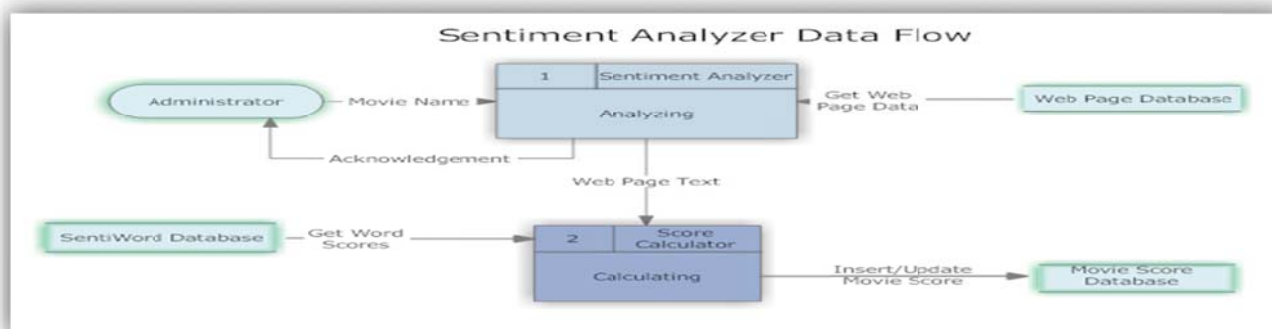 Sentiment Analyzer Data Flow
1
Sentiment Analyzer
Administrator
Movie Name
Analyzing
Get Web
Page Data
Web Page Database
Acknowledgement
Web Page Text
SentiWord Database
Get Word
Scores
2
Score
Calculator
Calculating
Insert/Update
Movie Score
Movie Score
Database